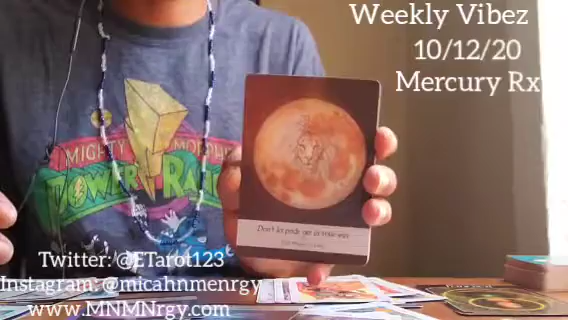 Weekly Vibez
10/12/20
Mercury Rx
MIGHTY MORPHIN
POWER RA
Don't let pride get in your way
Twitter: @ETarot123
Instagram: @micahnmenrgy
www.MNMNrgy.com